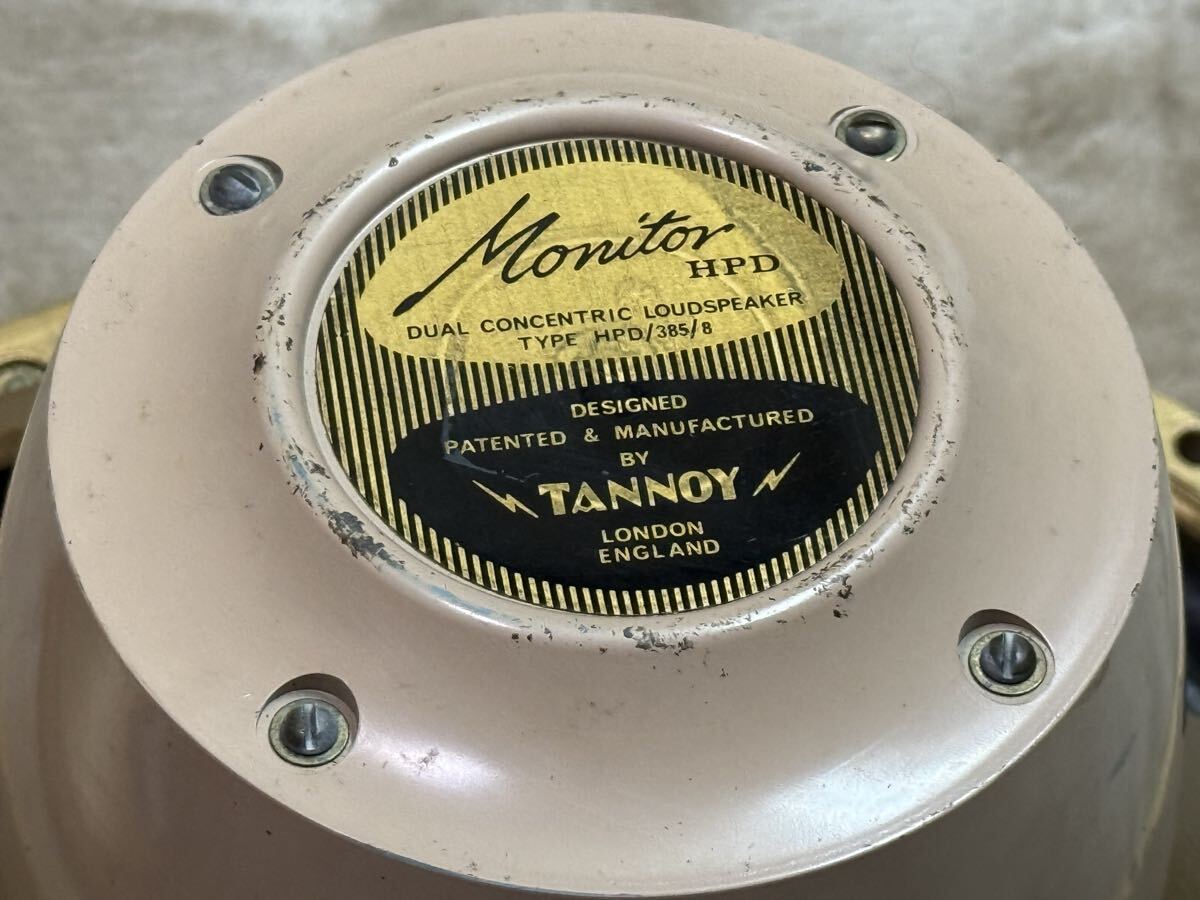 Monitor
HPD
DUAL CONCENTRIC LOUDSPEAKER
TYPE HPD/385/8
DESIGNED
PATENTED & MANUFACTURED
BY
TANNOY
LONDON
ENGLAND